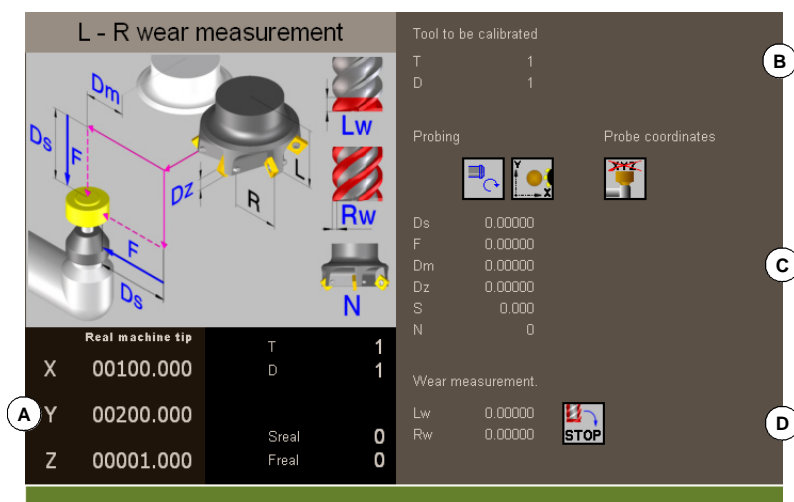 L - R wear measurement
Dm
Ds
F
Dz
R
L
F
Ds
Lw
Rw
N
Real machine tip
X 00100.000
Y 00200.000
Z 00001.000
T 1
D 1
Sreal 0
Freal 0
A
Tool to be calibrated
T 1
D 1
B
Probing
Probe coordinates
Y
X
XYZ
Ds 0.00000
F 0.00000
Dm 0.00000
Dz 0.00000
S 0.000
N 0
C
Wear measurement.
Lw 0.00000
Rw 0.00000
STOP
D